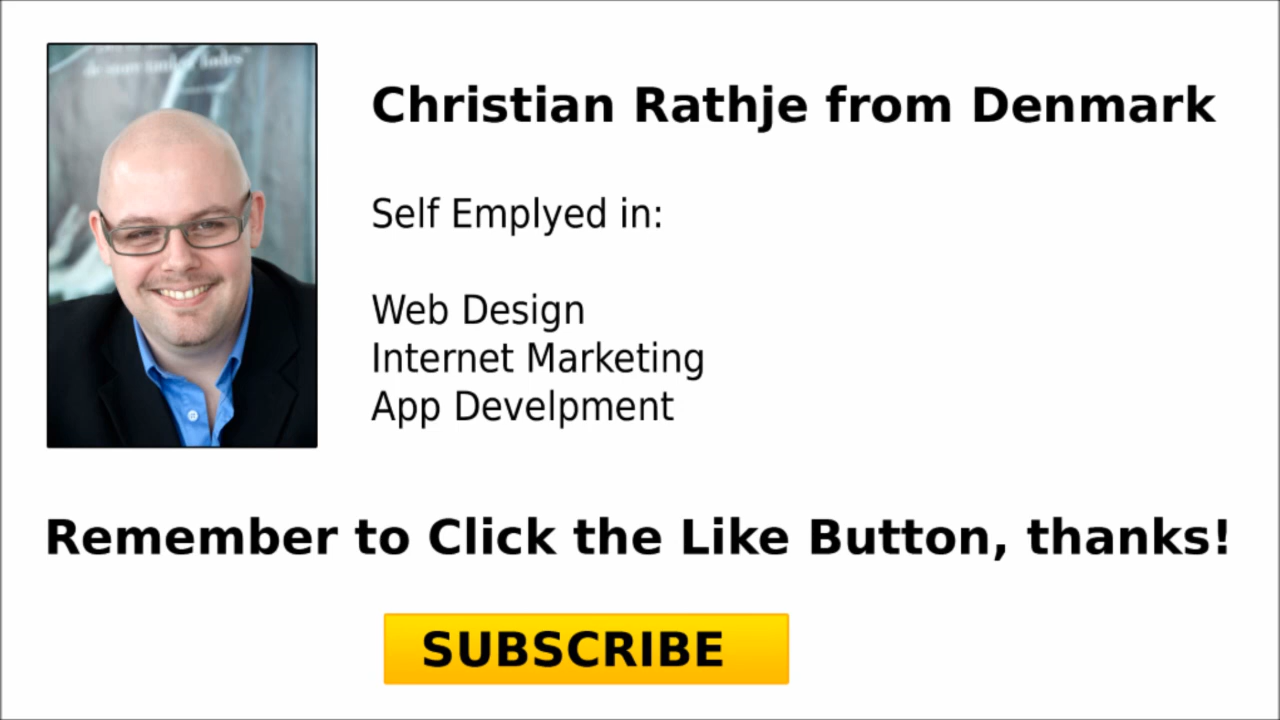 Christian Rathje from Denmark
Self Emplyed in:
Web Design
Internet Marketing
App Develpment
Remember to Click the Like Button, thanks!
SUBSCRIBE